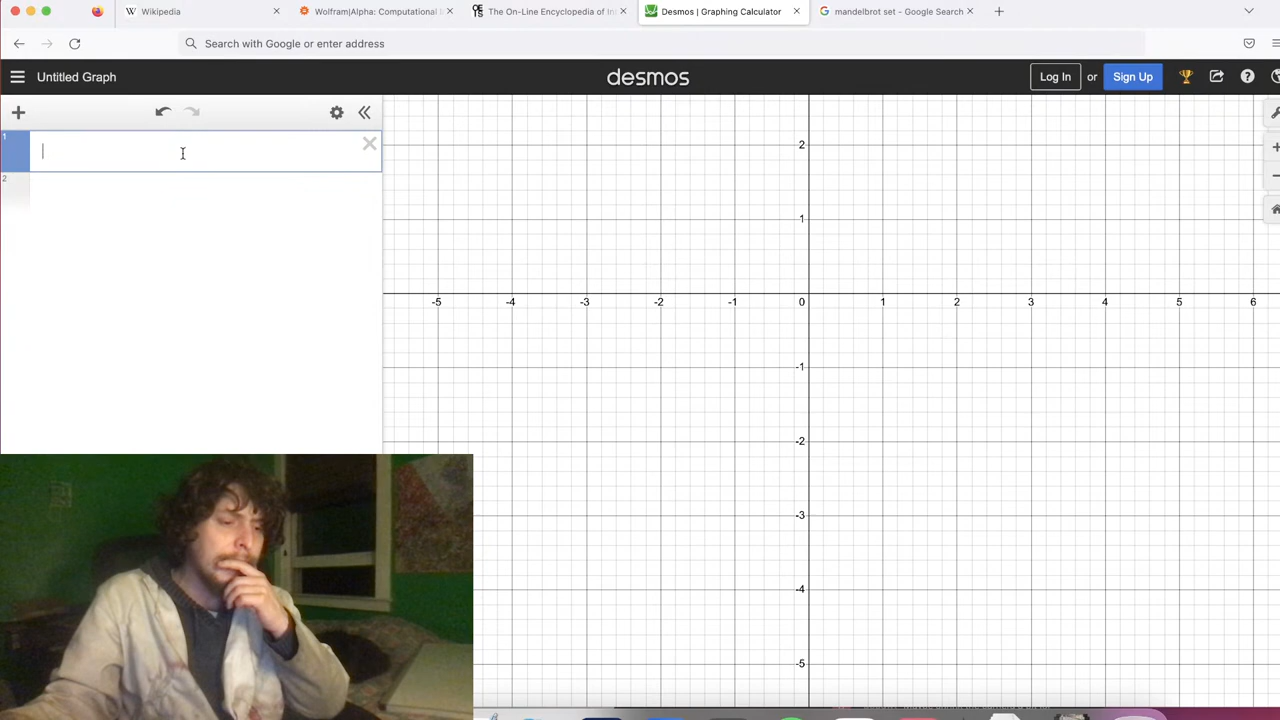 Wikipedia
Wolfram|Alpha: Computational I
The On-Line Encyclopedia of In
Desmos | Graphing Calculator
mandelbrot set - Google Search
Search with Google or enter address
Untitled Graph
desmos
Log In or Sign Up
1
2
2
1
-5 -4 -3 -2 -1 0 1 2 3 4 5 6
-1
-2
-3
-4
-5